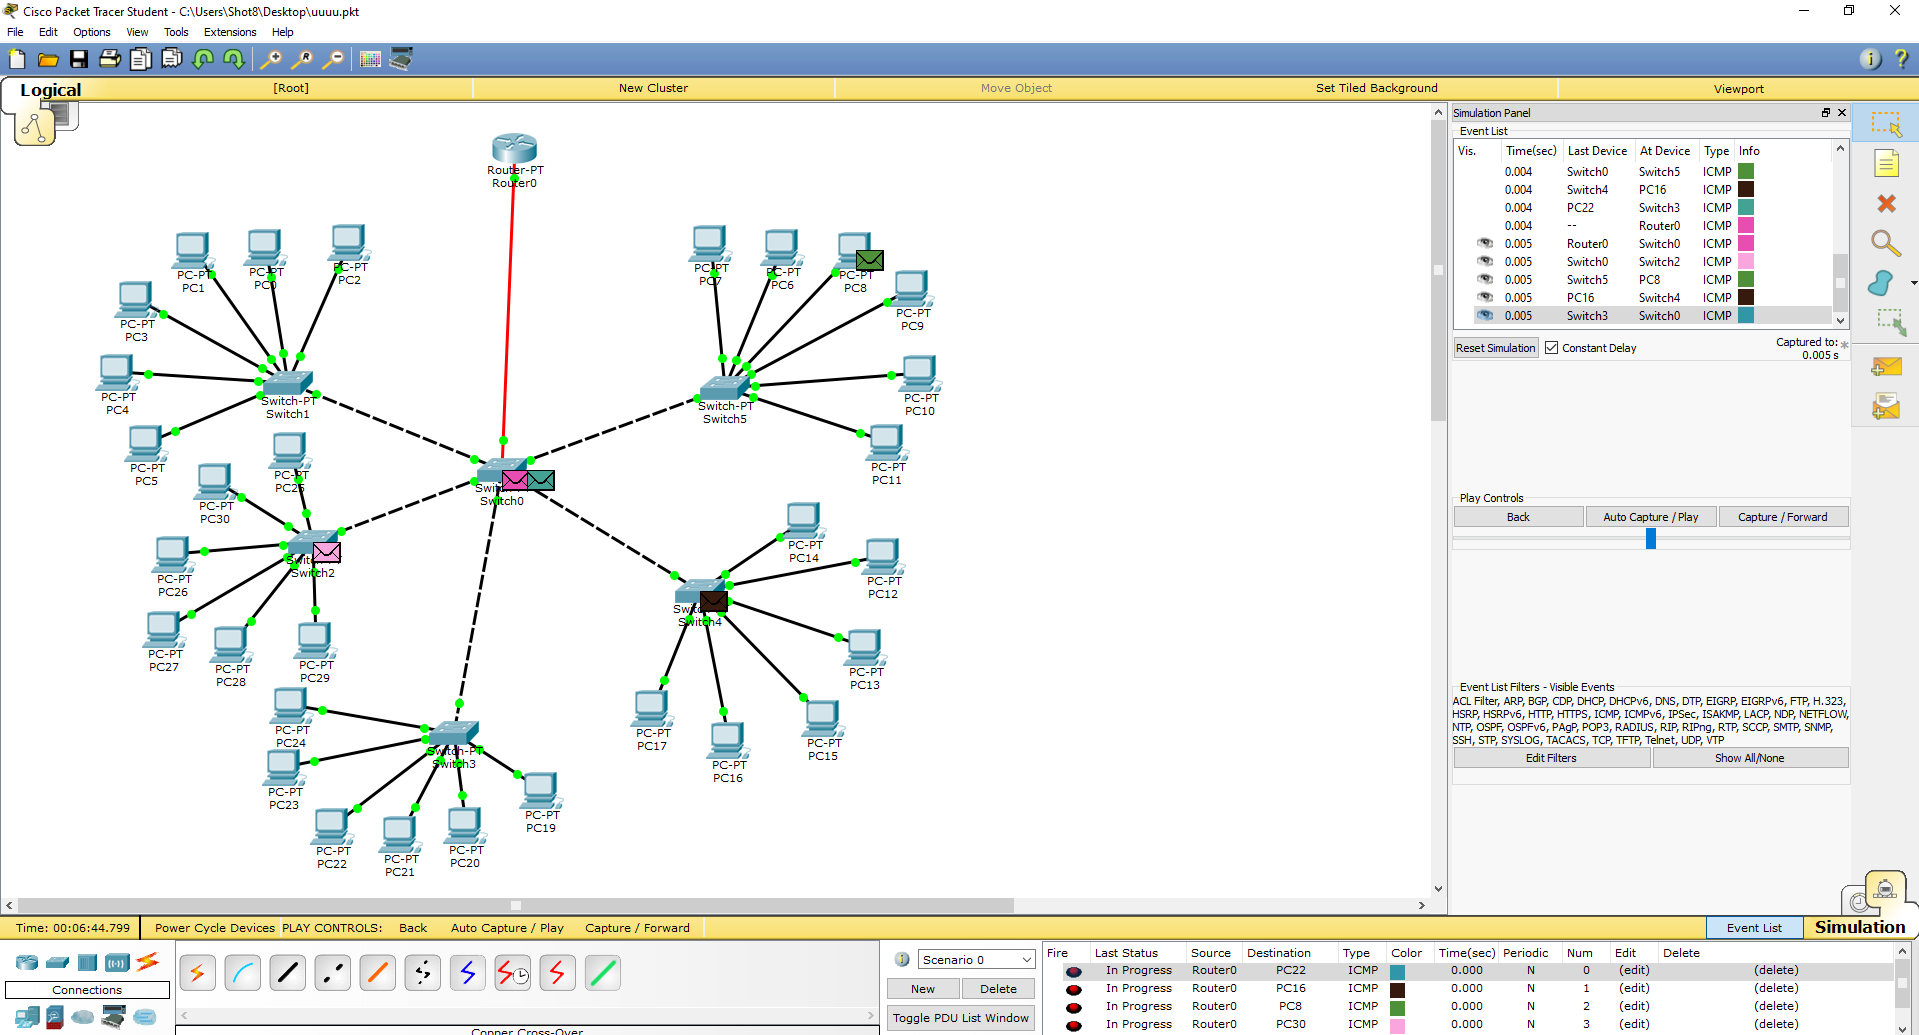 Cisco Packet Tracer Student - C:\Users\Shot8\Desktop\uuuu.pkt
File Edit Options View Tools Extensions Help
Logical [Root] New Cluster Move Object Set Tiled Background Viewport
Router-PT
Router0
PC-PT
PC1
PC-PT
PC0
PC-PT
PC2
PC-PT
PC3
PC-PT
PC4
PC-PT
PC5
Switch-PT
Switch1
PC-PT
PC7
PC-PT
PC6
PC-PT
PC8
PC-PT
PC9
PC-PT
PC10
PC-PT
PC11
Switch-PT
Switch5
Switch0
PC-PT
PC25
PC-PT
PC30
PC-PT
PC26
PC-PT
PC27
PC-PT
PC28
PC-PT
PC29
Switch2
PC-PT
PC14
PC-PT
PC12
PC-PT
PC13
PC-PT
PC15
PC-PT
PC16
PC-PT
PC17
Switch4
PC-PT
PC24
PC-PT
PC23
PC-PT
PC22
PC-PT
PC21
PC-PT
PC20
PC-PT
PC19
Switch-PT
Switch3
Simulation Panel
Event List
Vis. Time(sec) Last Device At Device Type Info
0.004 Switch0 Switch5 ICMP
0.004 Switch4 PC16 ICMP
0.004 PC22 Switch3 ICMP
0.004 -- Router0 ICMP
0.005 Router0 Switch0 ICMP
0.005 Switch0 Switch2 ICMP
0.005 Switch5 PC8 ICMP
0.005 PC16 Switch4 ICMP
0.005 Switch3 Switch0 ICMP
Reset Simulation Constant Delay Captured to: *
0.005 s
Play Controls
Back Auto Capture / Play Capture / Forward
Event List Filters - Visible Events
ACL Filter, ARP, BGP, CDP, DHCP, DHCPv6, DNS, DTP, EIGRP, EIGRPv6, FTP, H.323,
HSRP, HSRPv6, HTTP, HTTPS, ICMP, ICMPv6, IPSec, ISAKMP, LACP, NDP, NETFLOW,
NTP, OSPF, OSPFv6, PAgP, POP3, RADIUS, RIP, RIPng, RTP, SCCP, SMTP, SNMP,
SSH, STP, SYSLOG, TACACS, TCP, TFTP, Telnet, UDP, VTP
Edit Filters Show All/None
Time: 00:06:44.799 Power Cycle Devices PLAY CONTROLS: Back Auto Capture / Play Capture / Forward Event List Simulation
Connections
Copper Cross-Over
Scenario 0
New Delete
Toggle PDU List Window
Fire Last Status Source Destination Type Color Time(sec) Periodic Num Edit Delete
In Progress Router0 PC22 ICMP 0.000 N 0 (edit) (delete)
In Progress Router0 PC16 ICMP 0.000 N 1 (edit) (delete)
In Progress Router0 PC8 ICMP 0.000 N 2 (edit) (delete)
In Progress Router0 PC30 ICMP 0.000 N 3 (edit) (delete)